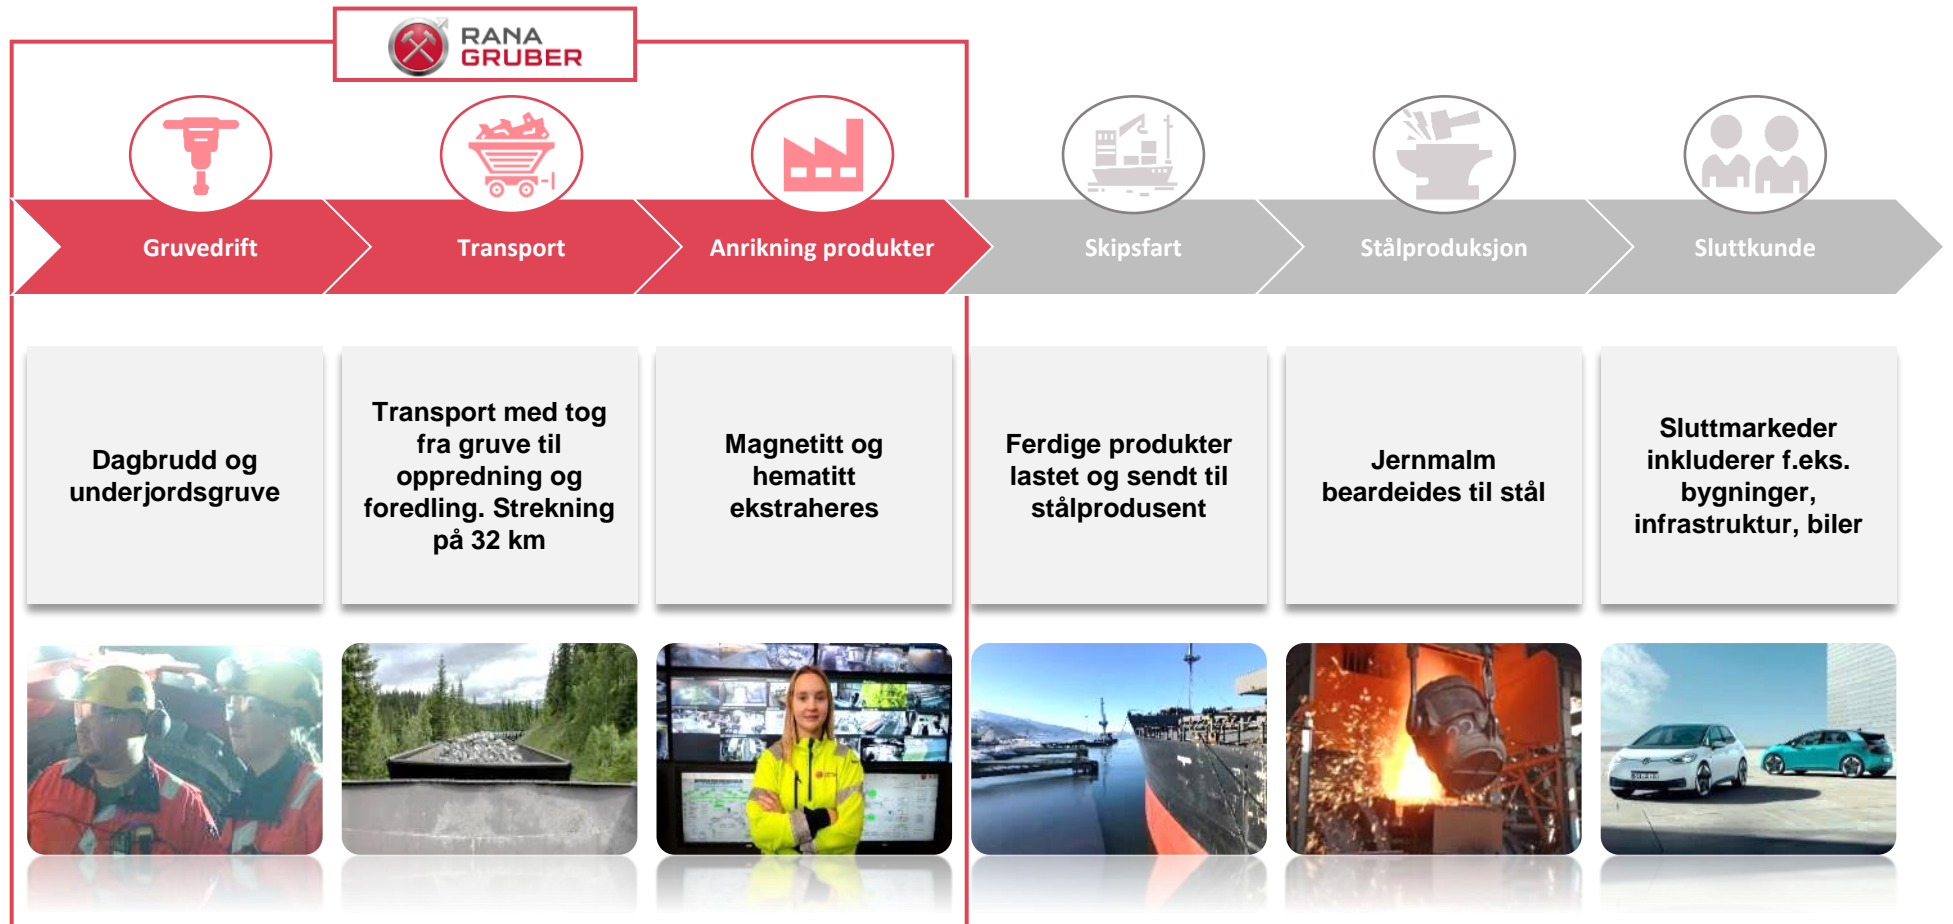 RANA
GRUBER
Gruvedrift
Transport
Anrikning produkter
Skipsfart
Stålproduksjon
Sluttkunde
Dagbrudd og
underjordsgruve
Transport med tog
fra gruve til
oppredning og
foredling. Strekning
på 32 km
Magnetitt og
hematitt
ekstraheres
Ferdige produkter
lastet og sendt til
stålprodusent
Jernmalm
beardeides til stål
Sluttmarkeder
inkluderer f.eks.
bygninger,
infrastruktur, biler